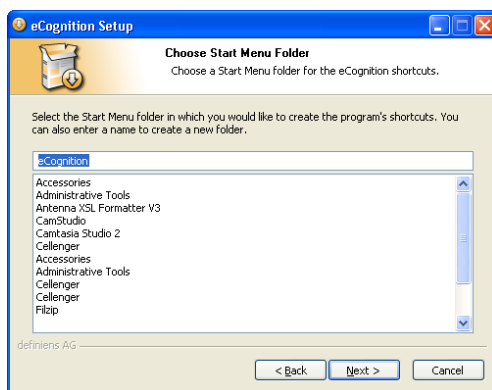 eCognition Setup
Choose Start Menu Folder
Choose a Start Menu folder for the eCognition shortcuts.
Select the Start Menu folder in which you would like to create the program's shortcuts. You
can also enter a name to create a new folder.
eCognition
Accessories
Administrative Tools
Antenna XSL Formatter V3
CamStudio
Camtasia Studio 2
Cellenger
Accessories
Administrative Tools
Cellenger
Cellenger
Filzip
definiens AG
< Back
Next >
Cancel